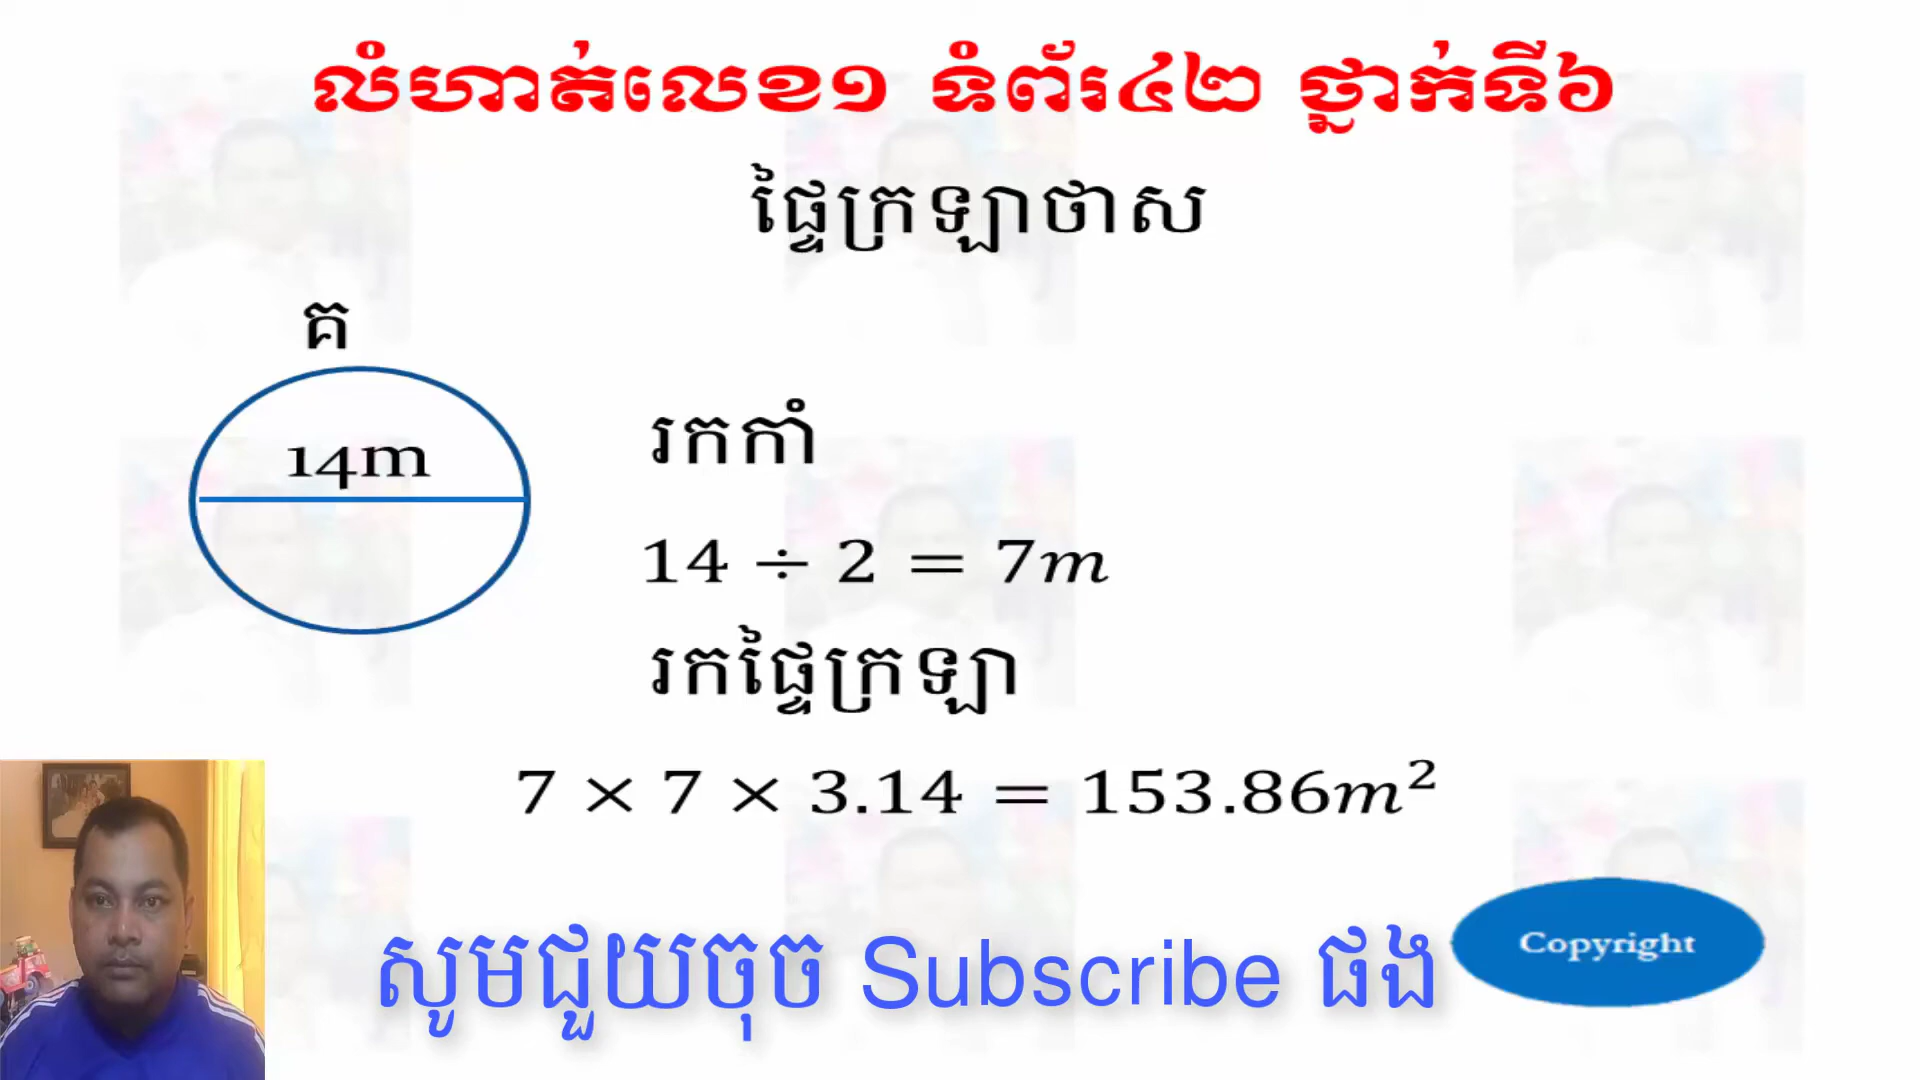 លំហាត់លេខ១ ទំព័រ៤២ ថ្នាក់ទី៦
ផ្ទៃក្រឡាថាស
គ
14m
រកកាំ
14 ÷ 2 = 7m
រកផ្ទៃក្រឡា
7 × 7 × 3.14 = 153.86m²
សូមជួយចុច Subscribe ផង
Copyright